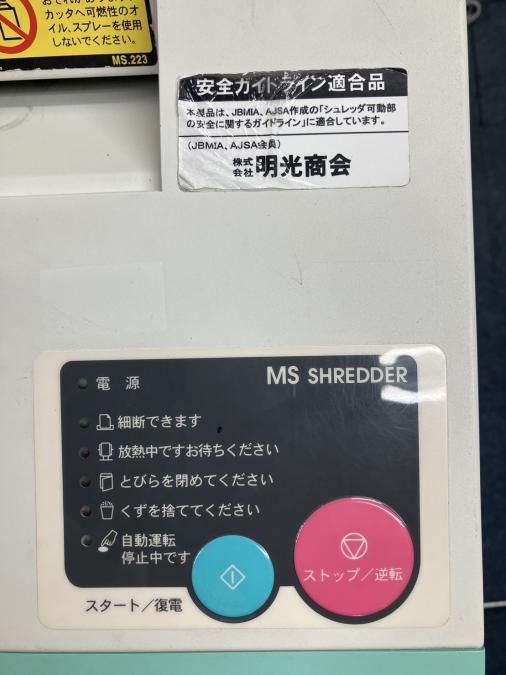 カッタへ可燃性のオ
イル、スプレーを使用
しないでください。
MS.223
安全ガイドライン適合品
本製品は、JBMIA、AJSA作成の「シュレッダ可動部
の安全に関するガイドライン」に適合しています。
(JBMIA、AJSA会員)
株式会社 明光商会
電 源
MS SHREDDER
細断できます
放熱中ですお待ちください
とびらを閉めてください
くずを捨ててください
自動運転
停止中です
ストップ/逆転
スタート/復電